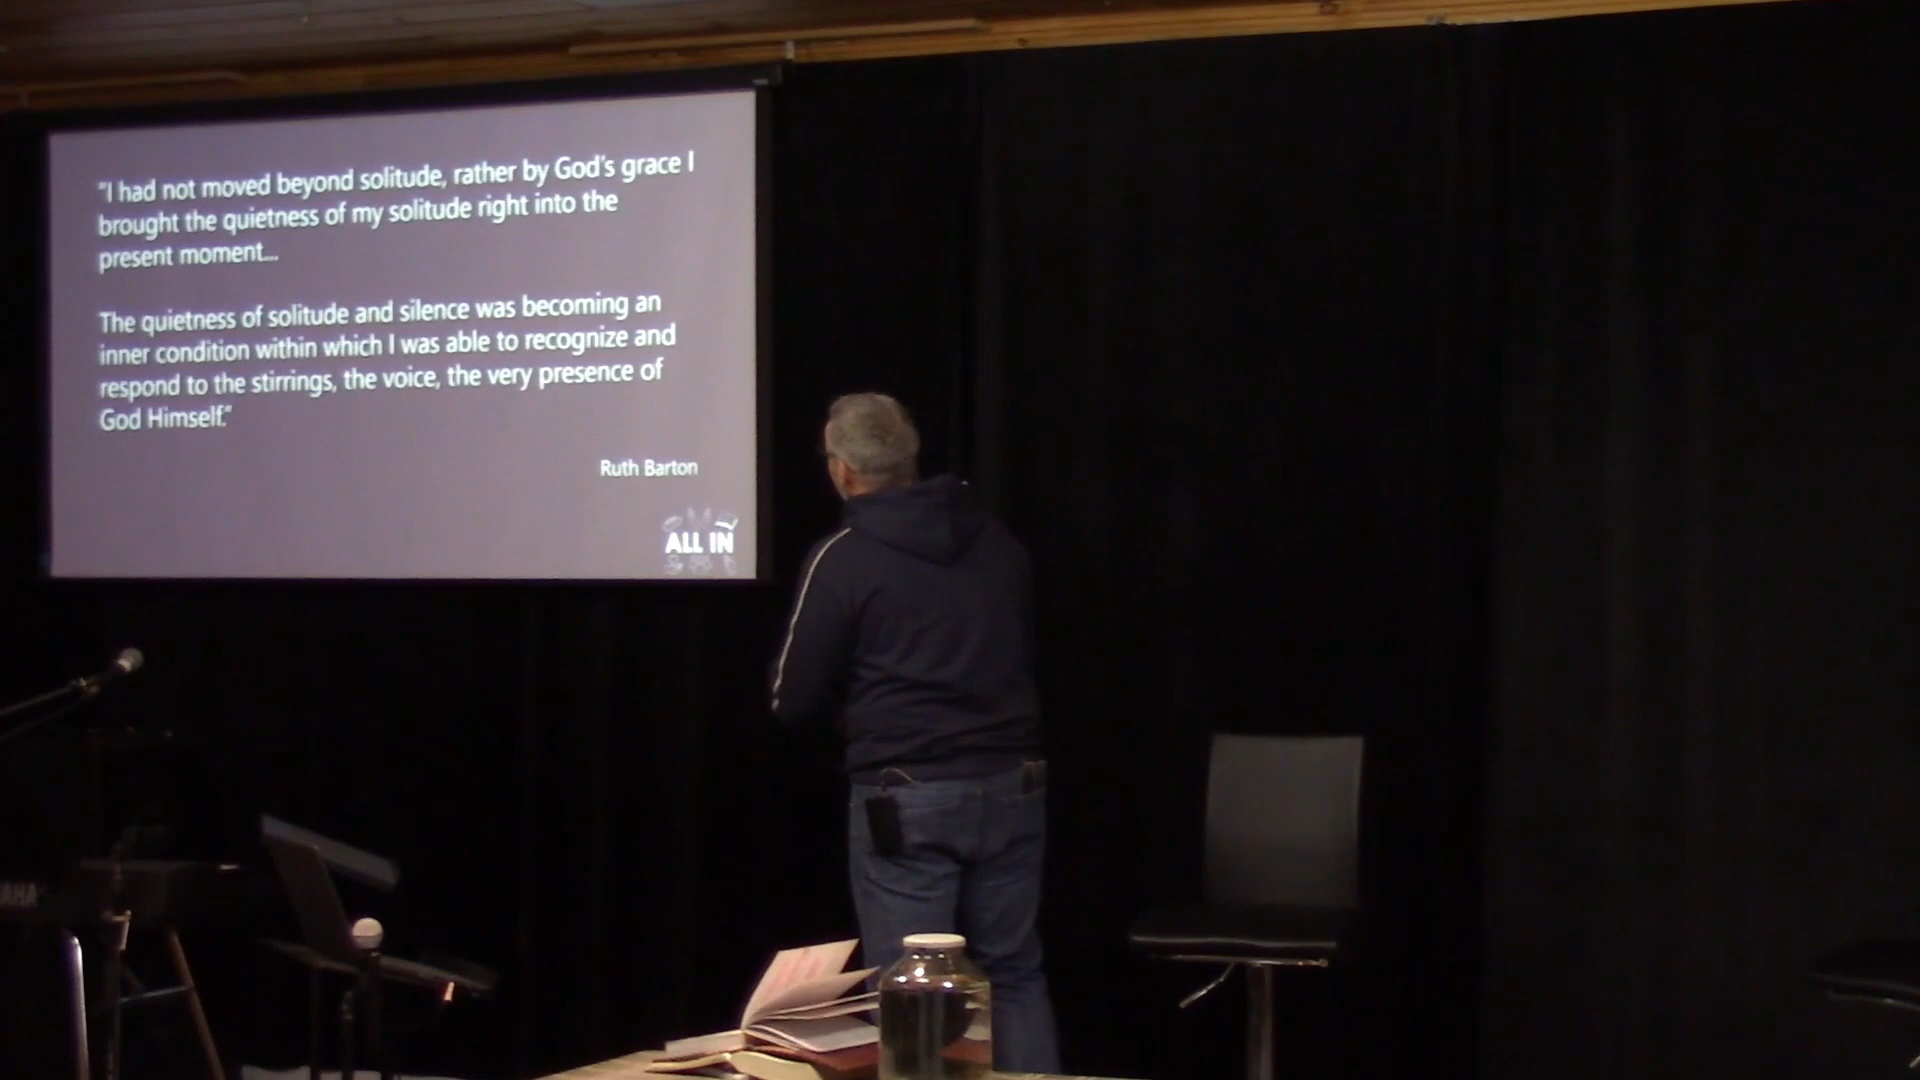 "I had not moved beyond solitude, rather by God's grace I
brought the quietness of my solitude right into the
present moment...
The quietness of solitude and silence was becoming an
inner condition within which I was able to recognize and
respond to the stirrings, the voice, the very presence of
God Himself."
Ruth Barton
ALL IN